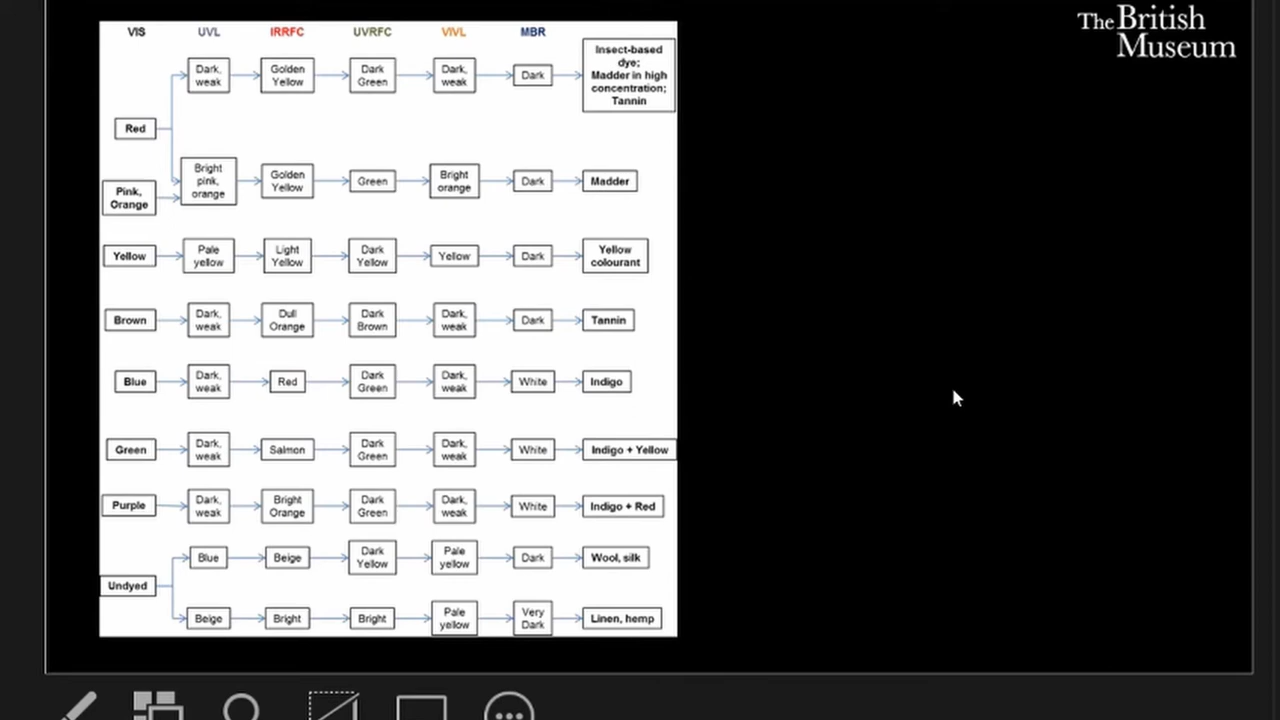 The British
Museum
VIS UVL IRRFC UVRFC VIVL MBR
Red
Dark,
weak
Golden
Yellow
Dark
Green
Dark,
weak
Dark
Insect-based
dye;
Madder in high
concentration;
Tannin
Pink,
Orange
Bright
pink,
orange
Golden
Yellow
Green
Bright
orange
Dark
Madder
Yellow
Pale
yellow
Light
Yellow
Dark
Yellow
Yellow
Dark
Yellow
colourant
Brown
Dark,
weak
Dull
Orange
Dark
Brown
Dark,
weak
Dark
Tannin
Blue
Dark,
weak
Red
Dark
Green
Dark,
weak
White
Indigo
Green
Dark,
weak
Salmon
Dark
Green
Dark,
weak
White
Indigo + Yellow
Purple
Dark,
weak
Bright
Orange
Dark
Green
Dark,
weak
White
Indigo + Red
Undyed
Blue
Beige
Dark
Yellow
Pale
yellow
Dark
Wool, silk
Beige
Bright
Bright
Pale
yellow
Very
Dark
Linen, hemp